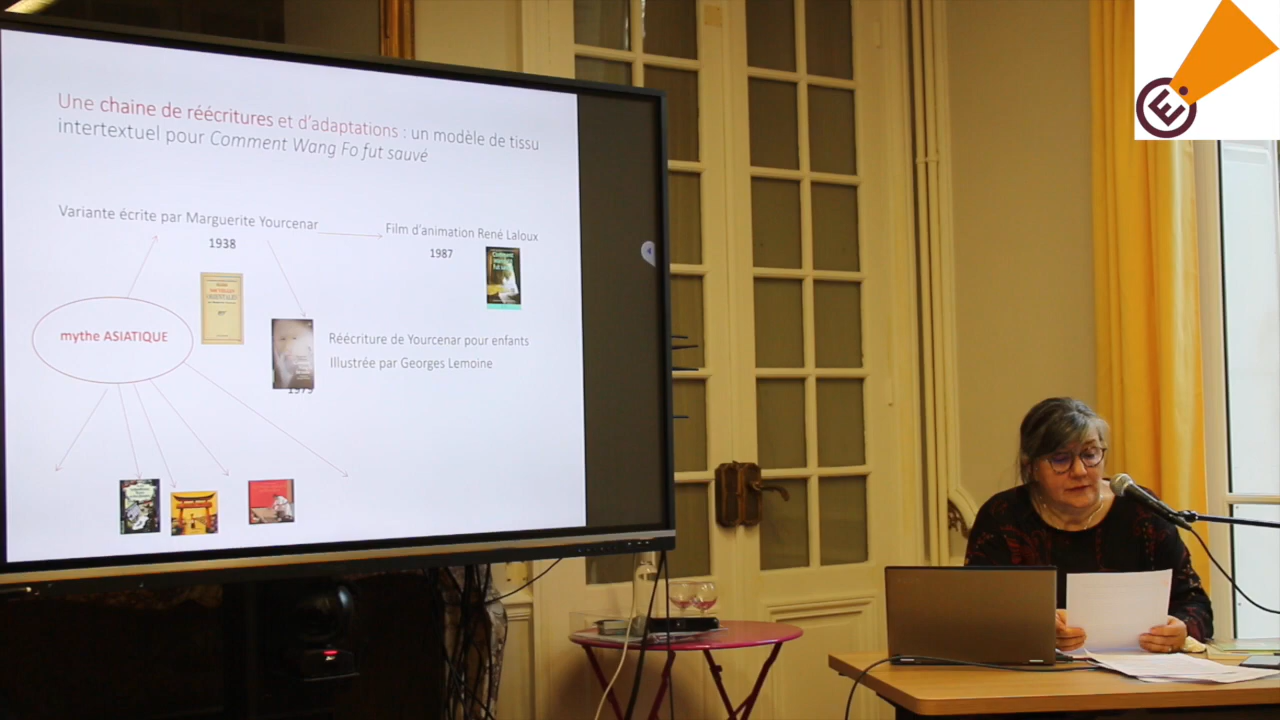 Une chaine de réécritures et d'adaptations : un modèle de tissu
intertextuel pour Comment Wang Fo fut sauvé
Variante écrite par Marguerite Yourcenar
1938
Film d'animation René Laloux
1987
mythe ASIATIQUE
Réécriture de Yourcenar pour enfants
Illustrée par Georges Lemoine
1979
E